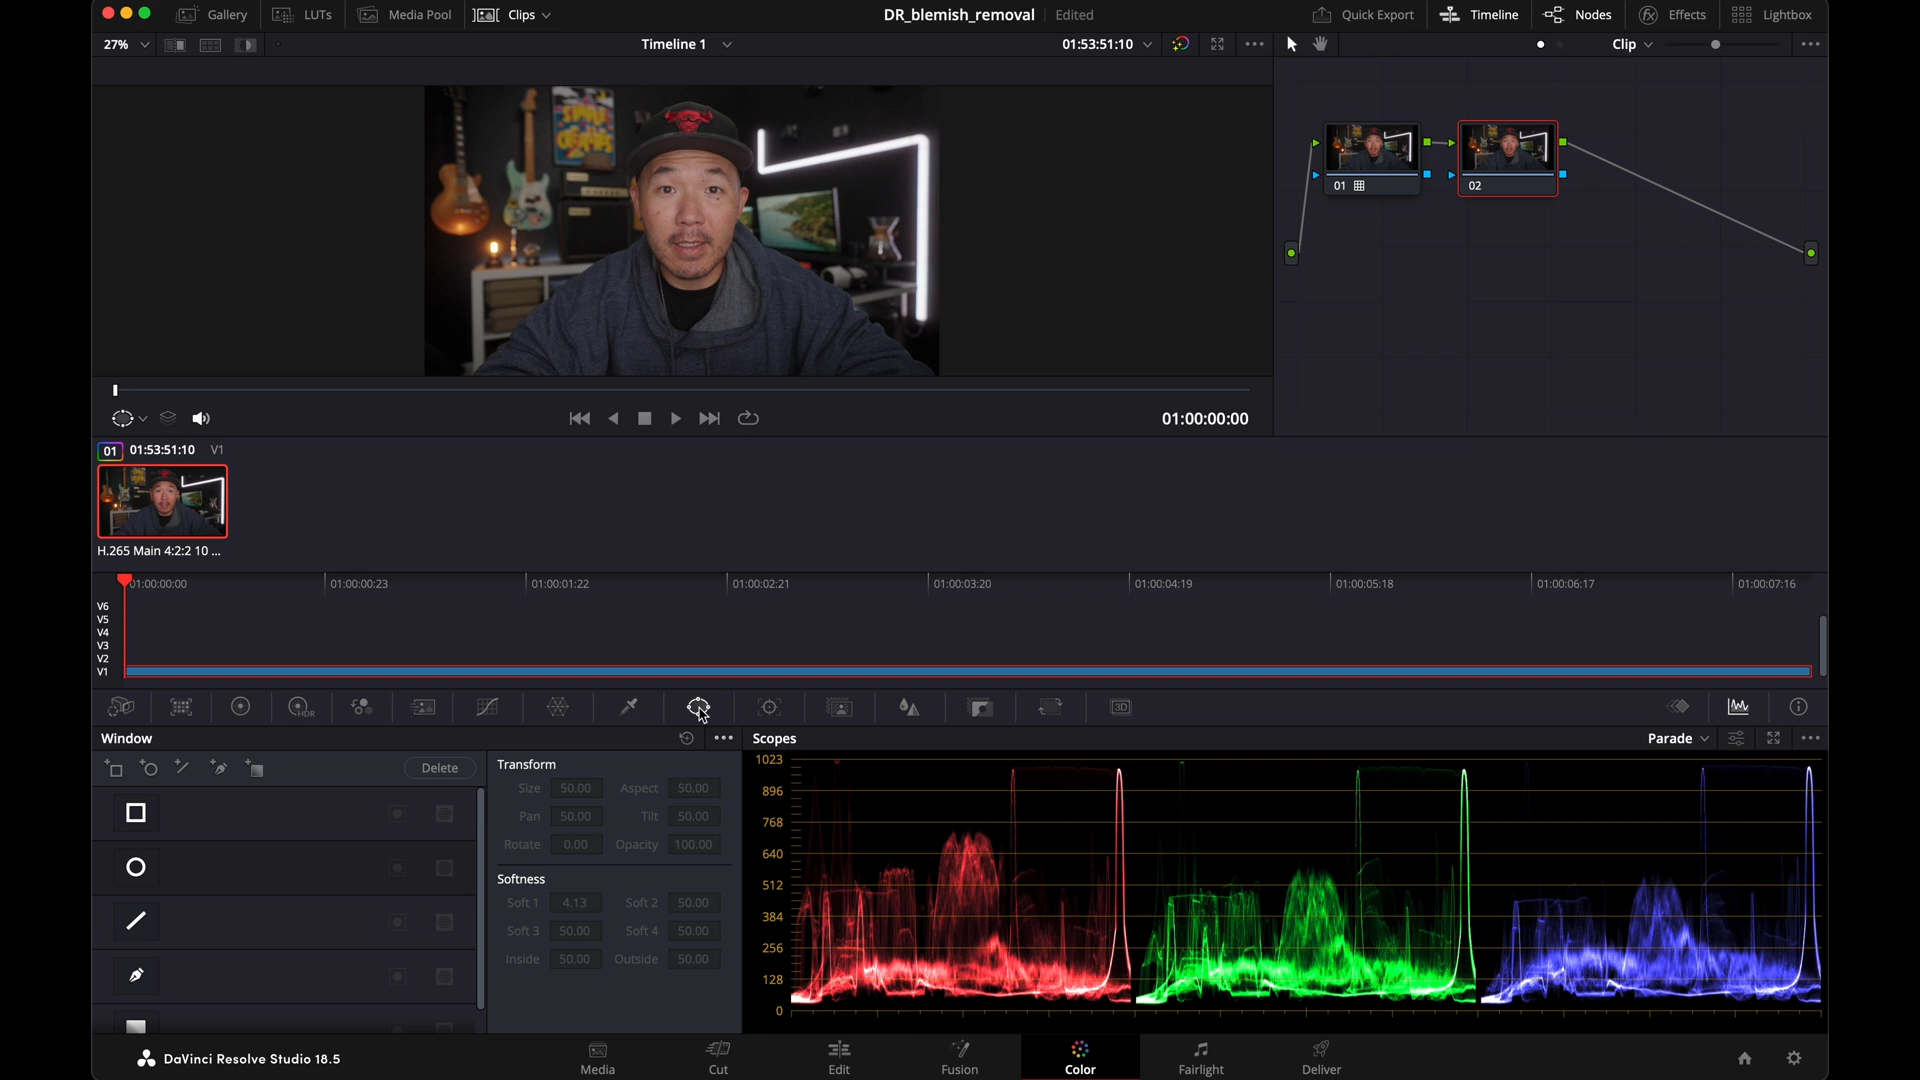 Gallery LUTs Media Pool Clips DR_blemish_removal Edited Quick Export Timeline Nodes Effects Lightbox
27% Timeline 1 01:53:51:10 Clip
01 02
01:00:00:00
01 01:53:51:10 V1
H.265 Main 4:2:2 10 ...
01:00:00:00 01:00:00:23 01:00:01:22 01:00:02:21 01:00:03:20 01:00:04:19 01:00:05:18 01:00:06:17 01:00:07:16
V6
V5
V4
V3
V2
V1
HDR 3D
Window
Delete
Transform
Size 50.00 Aspect 50.00
Pan 50.00 Tilt 50.00
Rotate 0.00 Opacity 100.00
Softness
Soft 1 4.13 Soft 2 50.00
Soft 3 50.00 Soft 4 50.00
Inside 50.00 Outside 50.00
Scopes Parade
1023
896
768
640
512
384
256
128
0
DaVinci Resolve Studio 18.5
Media Cut Edit Fusion Color Fairlight Deliver